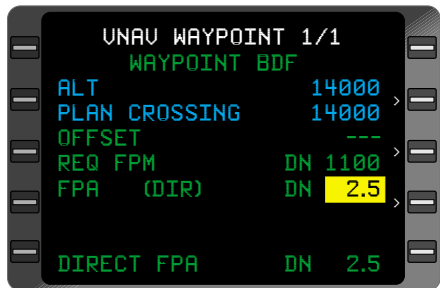 VNAV WAYPOINT 1/1
WAYPOINT BDF
ALT 14000 >
PLAN CROSSING 14000
OFFSET --- >
REQ FPM DN 1100
FPA (DIR) DN 2.5 >
DIRECT FPA DN 2.5